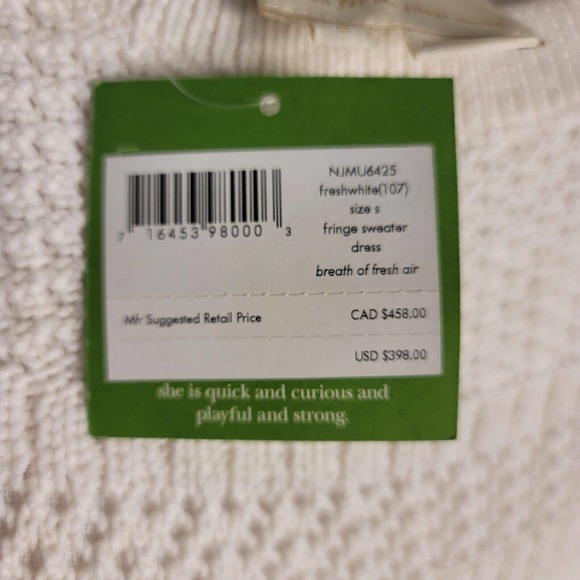 NJMU6425
freshwhite(107)
size s
fringe sweater
dress
breath of fresh air
7 16453 98000 3
Mfr Suggested Retail Price
CAD $458.00
USD $398.00
she is quick and curious and
playful and strong.